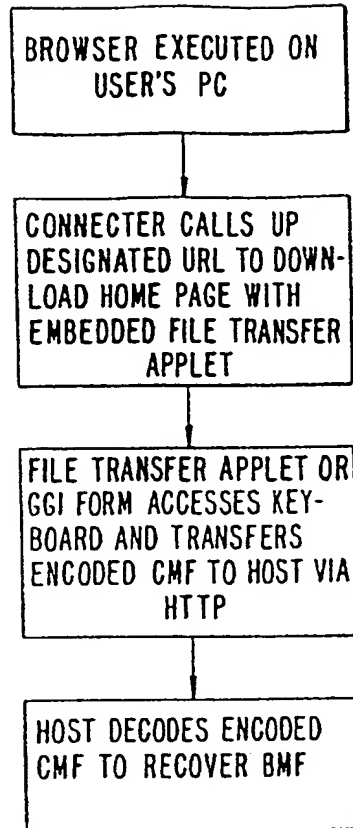 BROWSER EXECUTED ON
USER'S PC
CONNECTER CALLS UP
DESIGNATED URL TO DOWN-
LOAD HOME PAGE WITH
EMBEDDED FILE TRANSFER
APPLET
FILE TRANSFER APPLET OR
GGI FORM ACCESSES KEY-
BOARD AND TRANSFERS
ENCODED CMF TO HOST VIA
HTTP
HOST DECODES ENCODED
CMF TO RECOVER BMF